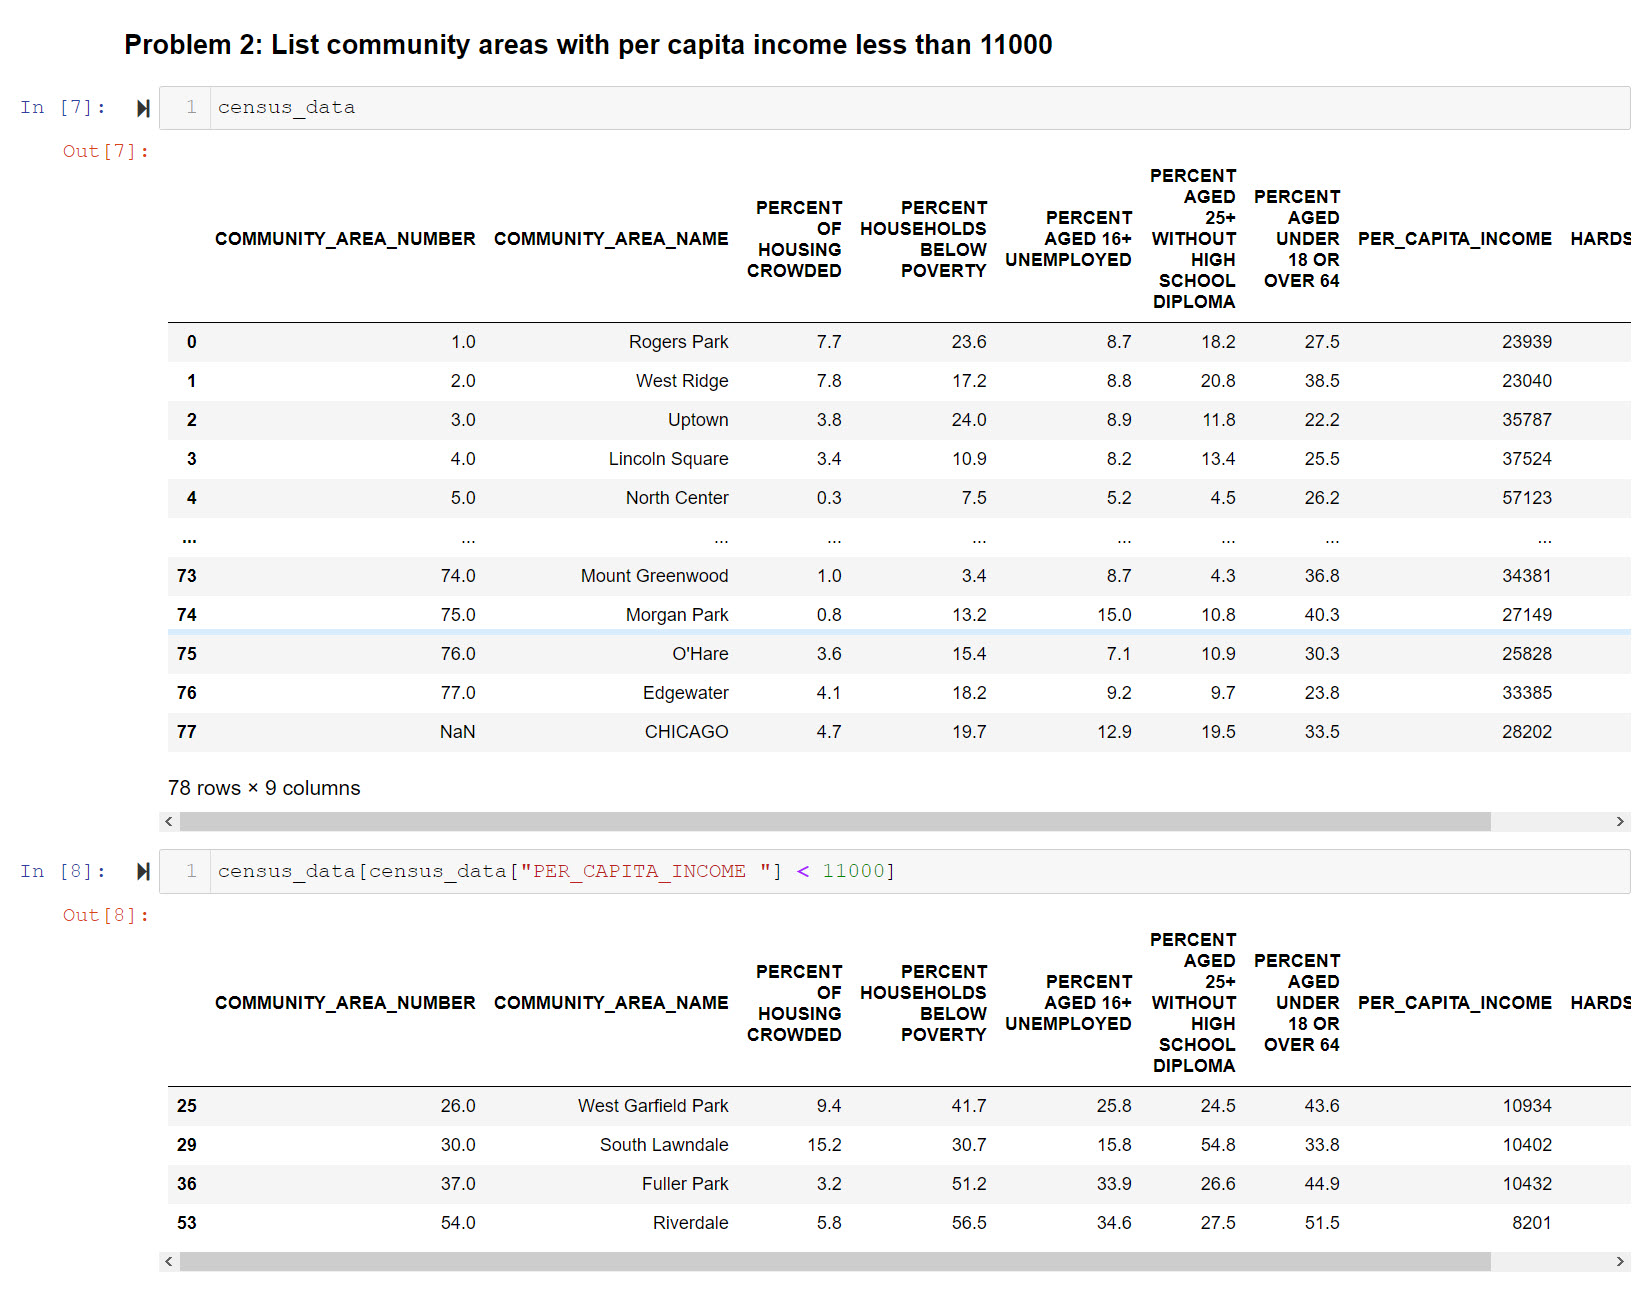 Problem 2: List community areas with per capita income less than 11000
In [7]: 1 census_data
Out[7]:
COMMUNITY_AREA_NUMBER COMMUNITY_AREA_NAME PERCENT OF HOUSING CROWDED PERCENT HOUSEHOLDS BELOW POVERTY PERCENT AGED 16+ UNEMPLOYED PERCENT AGED 25+ WITHOUT HIGH SCHOOL DIPLOMA PERCENT AGED UNDER 18 OR OVER 64 PER_CAPITA_INCOME HARDS
0 1.0 Rogers Park 7.7 23.6 8.7 18.2 27.5 23939
1 2.0 West Ridge 7.8 17.2 8.8 20.8 38.5 23040
2 3.0 Uptown 3.8 24.0 8.9 11.8 22.2 35787
3 4.0 Lincoln Square 3.4 10.9 8.2 13.4 25.5 37524
4 5.0 North Center 0.3 7.5 5.2 4.5 26.2 57123
... ... ... ... ... ... ... ... ...
73 74.0 Mount Greenwood 1.0 3.4 8.7 4.3 36.8 34381
74 75.0 Morgan Park 0.8 13.2 15.0 10.8 40.3 27149
75 76.0 O'Hare 3.6 15.4 7.1 10.9 30.3 25828
76 77.0 Edgewater 4.1 18.2 9.2 9.7 23.8 33385
77 NaN CHICAGO 4.7 19.7 12.9 19.5 33.5 28202
78 rows × 9 columns
In [8]: 1 census_data[census_data["PER_CAPITA_INCOME "] < 11000]
Out[8]:
COMMUNITY_AREA_NUMBER COMMUNITY_AREA_NAME PERCENT OF HOUSING CROWDED PERCENT HOUSEHOLDS BELOW POVERTY PERCENT AGED 16+ UNEMPLOYED PERCENT AGED 25+ WITHOUT HIGH SCHOOL DIPLOMA PERCENT AGED UNDER 18 OR OVER 64 PER_CAPITA_INCOME HARDS
25 26.0 West Garfield Park 9.4 41.7 25.8 24.5 43.6 10934
29 30.0 South Lawndale 15.2 30.7 15.8 54.8 33.8 10402
36 37.0 Fuller Park 3.2 51.2 33.9 26.6 44.9 10432
53 54.0 Riverdale 5.8 56.5 34.6 27.5 51.5 8201